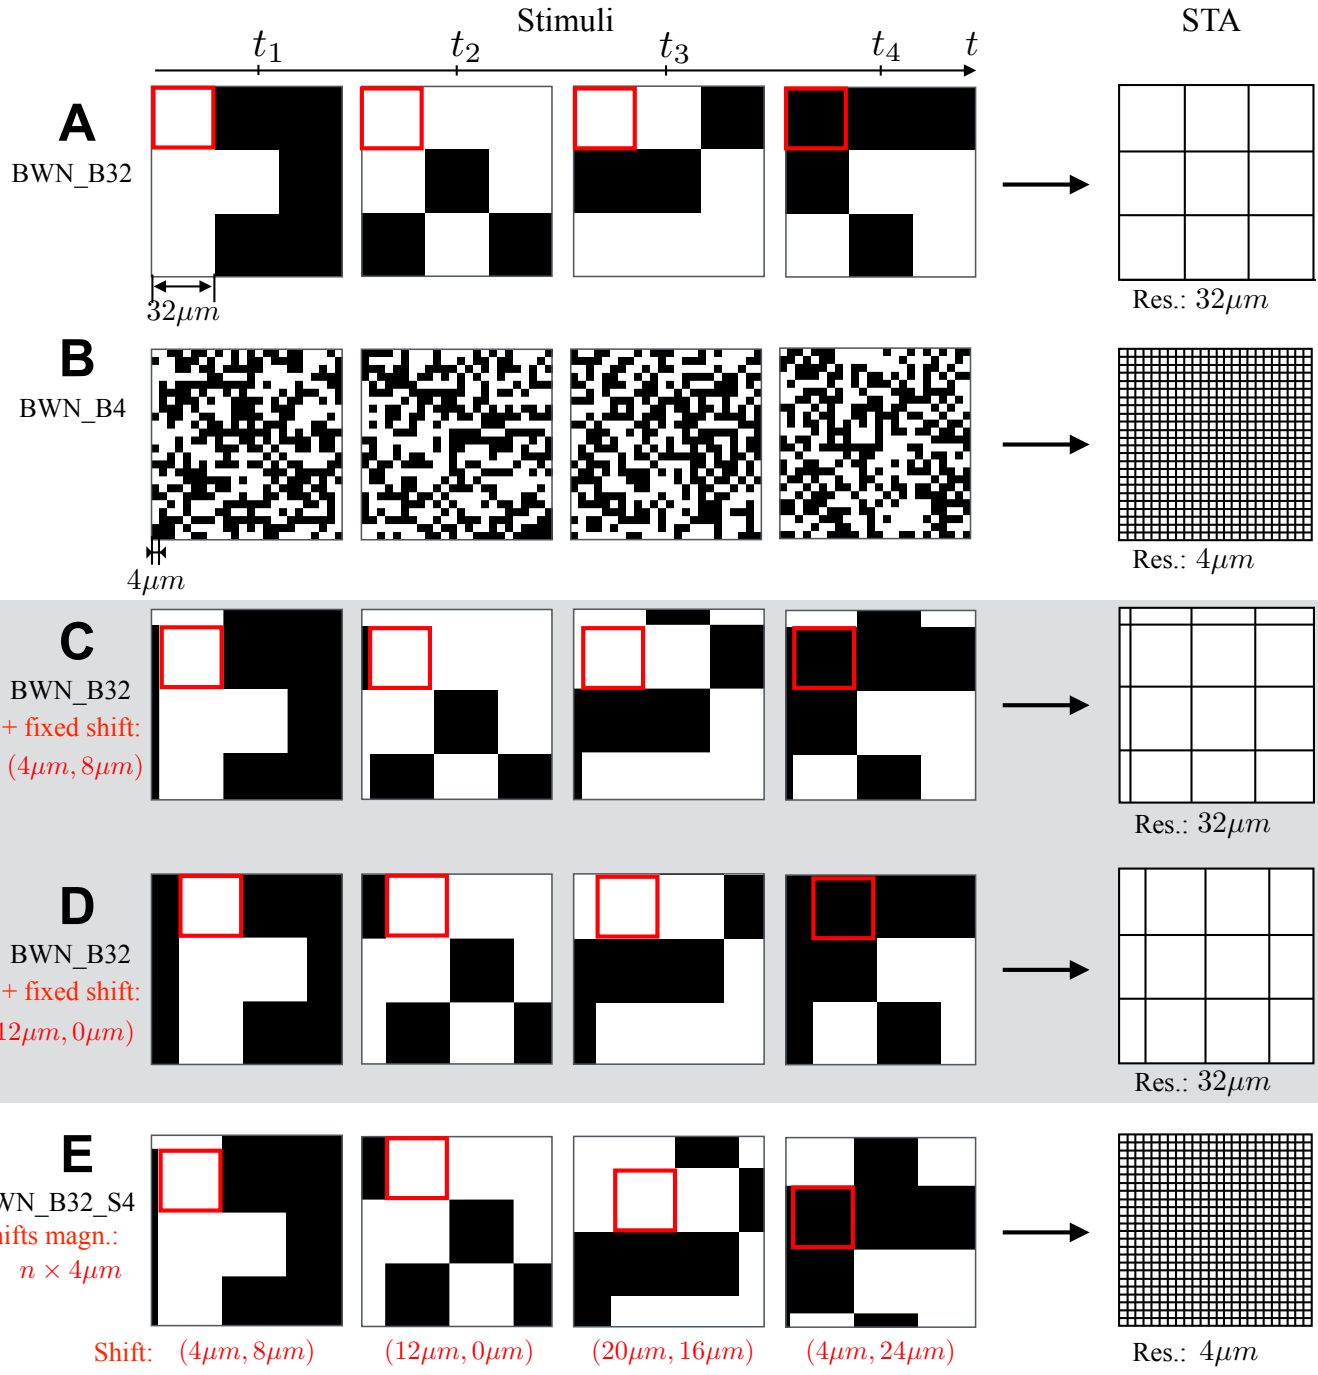 Stimuli STA
t₁ t₂ t₃ t₄ t
A
BWN_B32
32μm
Res.: 32μm
B
BWN_B4
4μm
Res.: 4μm
C
BWN_B32
+ fixed shift:
(4μm, 8μm)
Res.: 32μm
D
BWN_B32
+ fixed shift:
12μm, 0μm)
Res.: 32μm
E
WN_B32_S4
ifts magn.:
n × 4μm
Shift: (4μm, 8μm) (12μm, 0μm) (20μm, 16μm) (4μm, 24μm)
Res.: 4μm